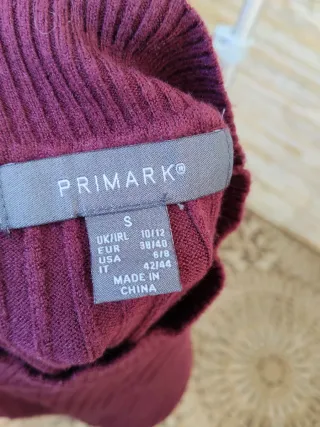 PRIMARK®
S
UK/IRL 10/12
EUR 38/40
USA 6/8
IT 42/44
MADE IN
CHINA